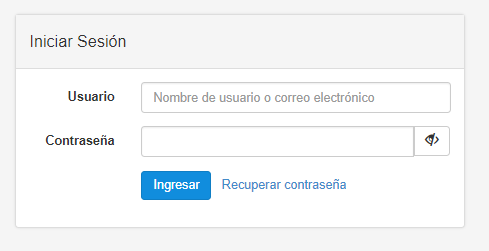 Iniciar Sesión
Usuario
Nombre de usuario o correo electrónico
Contraseña
Ingresar
Recuperar contraseña